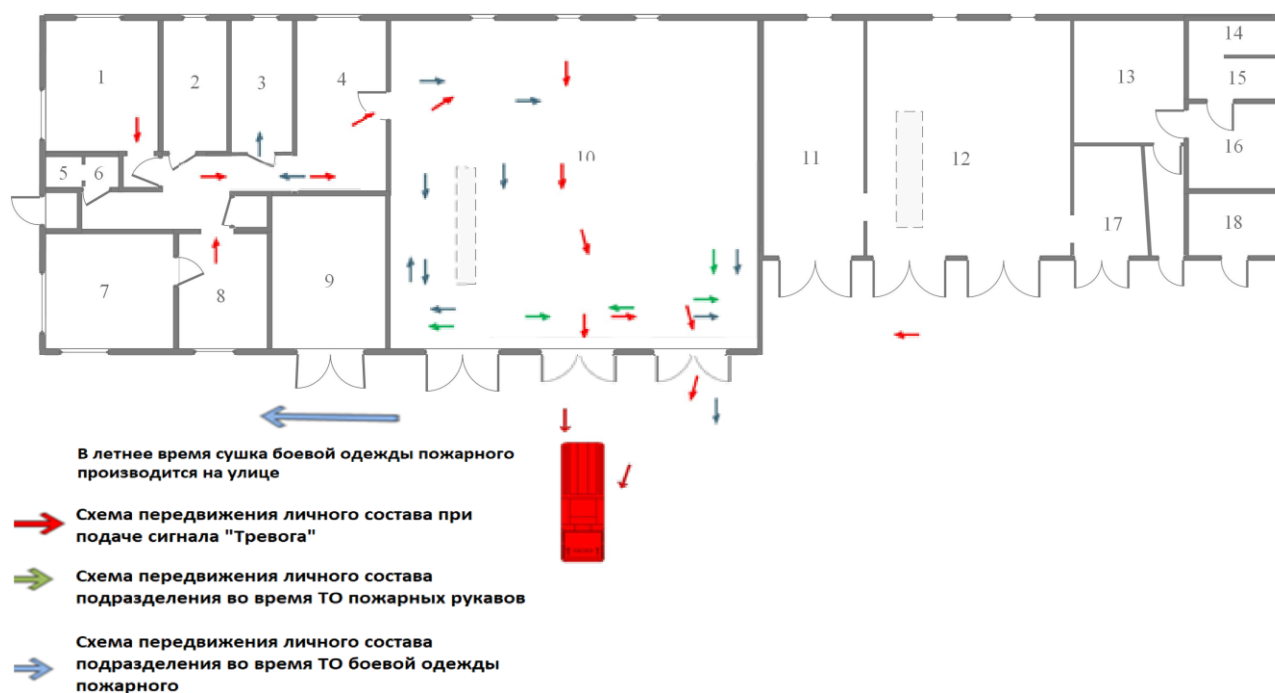 1
2
3
4
5
6
7
8
9
10
11
12
13
14
15
16
17
18
В летнее время сушка боевой одежды пожарного
производится на улице
Схема передвижения личного состава при
подаче сигнала "Тревога"
Схема передвижения личного состава
подразделения во время ТО пожарных рукавов
Схема передвижения личного состава
подразделения во время ТО боевой одежды
пожарного